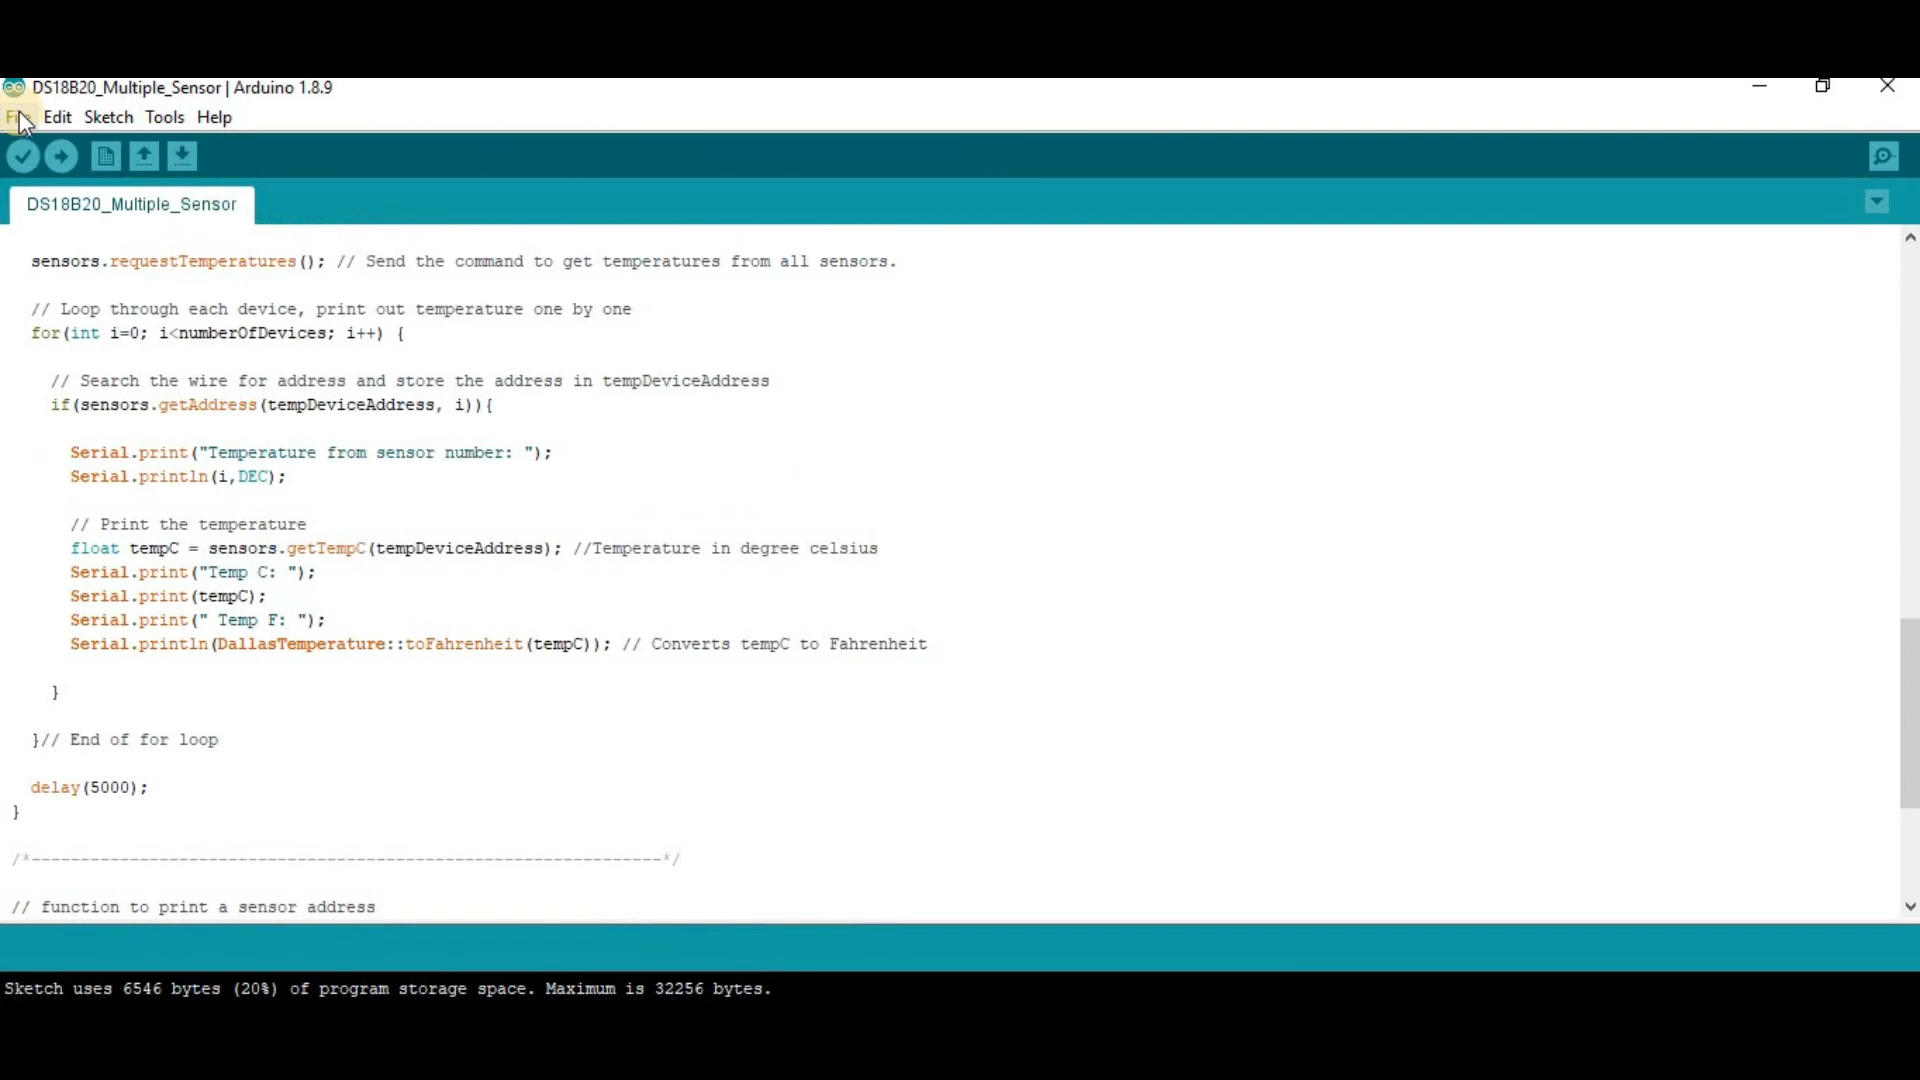 DS18B20_Multiple_Sensor | Arduino 1.8.9
Edit Sketch Tools Help
DS18B20_Multiple_Sensor
sensors.requestTemperatures(); // Send the command to get temperatures from all sensors.
// Loop through each device, print out temperature one by one
for(int i=0; i<numberOfDevices; i++) {
// Search the wire for address and store the address in tempDeviceAddress
if(sensors.getAddress(tempDeviceAddress, i)){
Serial.print("Temperature from sensor number: ");
Serial.println(i,DEC);
// Print the temperature
float tempC = sensors.getTempC(tempDeviceAddress); //Temperature in degree celsius
Serial.print("Temp C: ");
Serial.print(tempC);
Serial.print(" Temp F: ");
Serial.println(DallasTemperature::toFahrenheit(tempC)); // Converts tempC to Fahrenheit
}
}// End of for loop
delay(5000);
}
/*----------------------------------------------------------------*/
// function to print a sensor address
Sketch uses 6546 bytes (20%) of program storage space. Maximum is 32256 bytes.